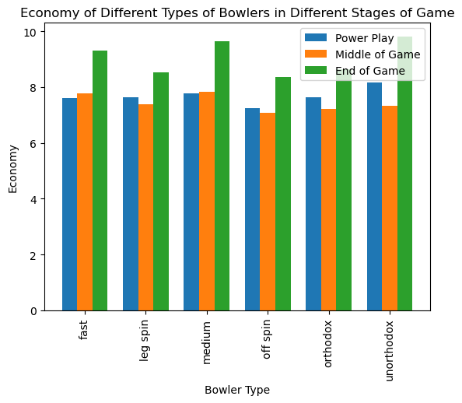 Economy of Different Types of Bowlers in Different Stages of Game
Power Play
Middle of Game
End of Game
10
8
6
4
2
0
Economy
fast
leg spin
medium
off spin
orthodox
unorthodox
Bowler Type